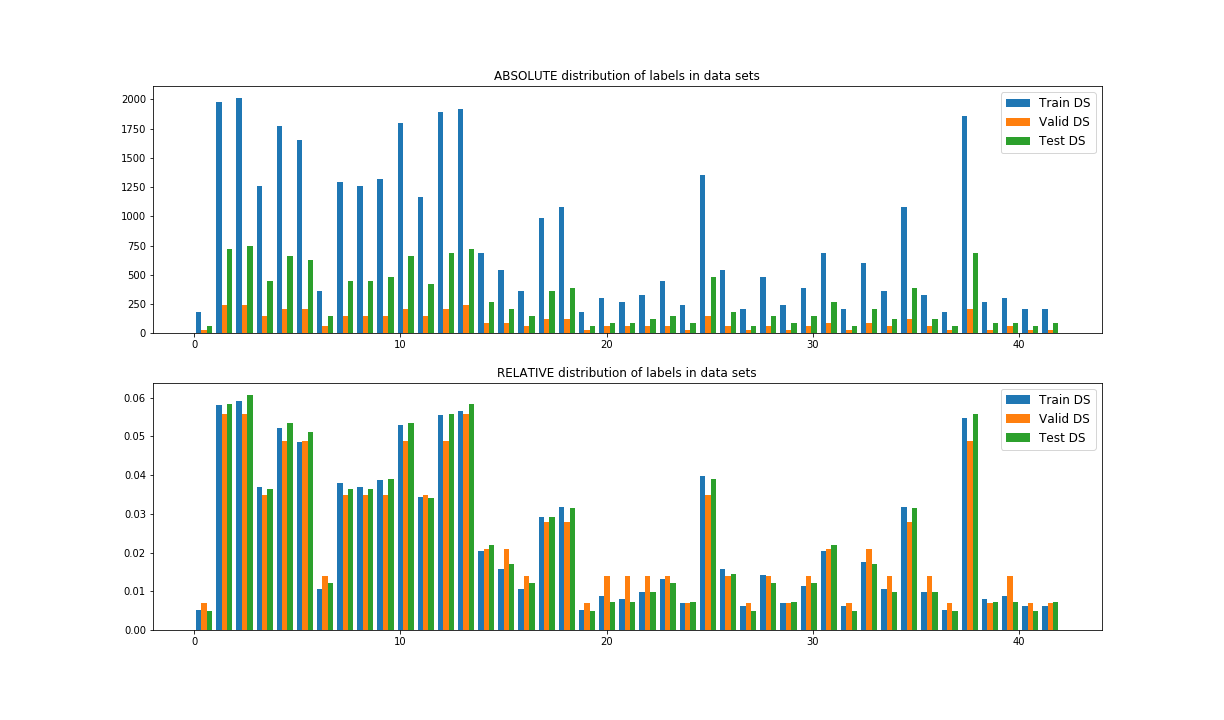 ABSOLUTE distribution of labels in data sets
2000
1750
1500
1250
1000
750
500
250
0
Train DS
Valid DS
Test DS
0 10 20 30 40
RELATIVE distribution of labels in data sets
0.06
0.05
0.04
0.03
0.02
0.01
0.00
Train DS
Valid DS
Test DS
0 10 20 30 40